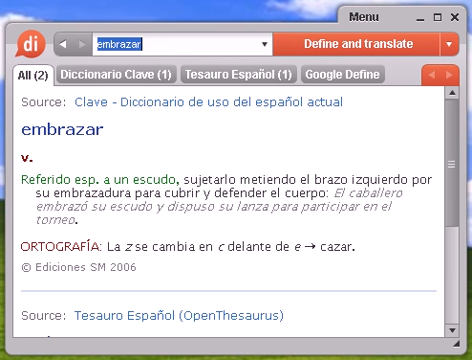 Menu
di
embrazar
Define and translate
All (2)
Diccionario Clave (1)
Tesauro Español (1)
Google Define
Source: Clave - Diccionario de uso del español actual
embrazar
v.
Referido esp. a un escudo, sujetarlo metiendo el brazo izquierdo por
su embrazadura para cubrir y defender el cuerpo: El caballero
embrazó su escudo y dispuso su lanza para participar en el
torneo.
ORTOGRAFÍA: La z se cambia en c delante de e → cazar.
© Ediciones SM 2006
Source: Tesauro Español (OpenThesaurus)